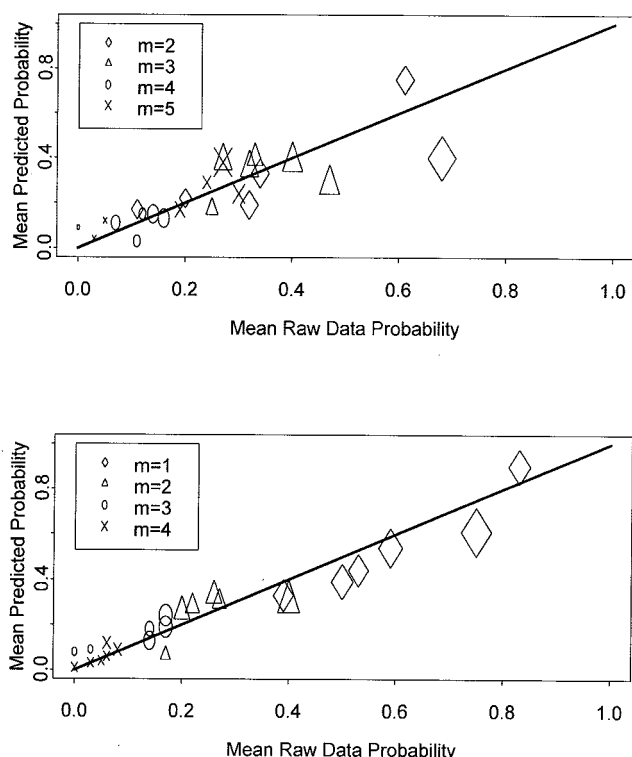 Mean Predicted Probability
0.8
0.4
0.0
m=2
m=3
m=4
m=5
0.0 0.2 0.4 0.6 0.8 1.0
Mean Raw Data Probability
Mean Predicted Probability
0.8
0.4
0.0
m=1
m=2
m=3
m=4
0.0 0.2 0.4 0.6 0.8 1.0
Mean Raw Data Probability